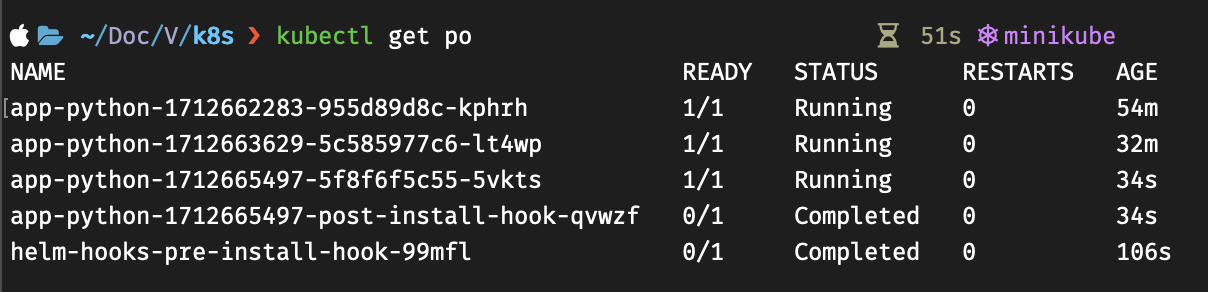 ~/Doc/V/k8s ❯ kubectl get po 51s minikube
NAME READY STATUS RESTARTS AGE
app-python-1712662283-955d89d8c-kphrh 1/1 Running 0 54m
app-python-1712663629-5c585977c6-lt4wp 1/1 Running 0 32m
app-python-1712665497-5f8f6f5c55-5vkts 1/1 Running 0 34s
app-python-1712665497-post-install-hook-qvwzf 0/1 Completed 0 34s
helm-hooks-pre-install-hook-99mfl 0/1 Completed 0 106s